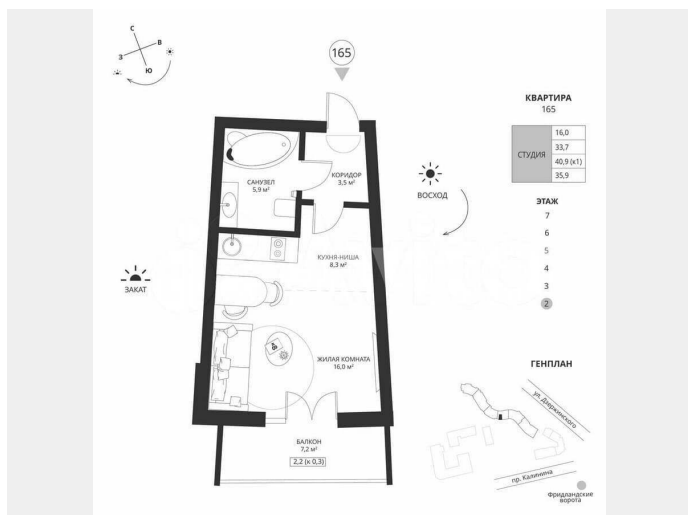 С
В
З
Ю
165
КВАРТИРА
165
СТУДИЯ
16,0
33,7
40,9 (к1)
35,9
ЭТАЖ
7
6
5
4
3
2
САНУЗЕЛ
5,9 м²
КОРИДОР
3,5 м²
ВОСХОД
КУХНЯ-НИША
8,3 м²
ЗАКАТ
ЖИЛАЯ КОМНАТА
16,0 м²
БАЛКОН
7,2 м²
2,2 (к 0,3)
ГЕНПЛАН
ул. Дзержинского
пр. Калинина
Фридландские
ворота